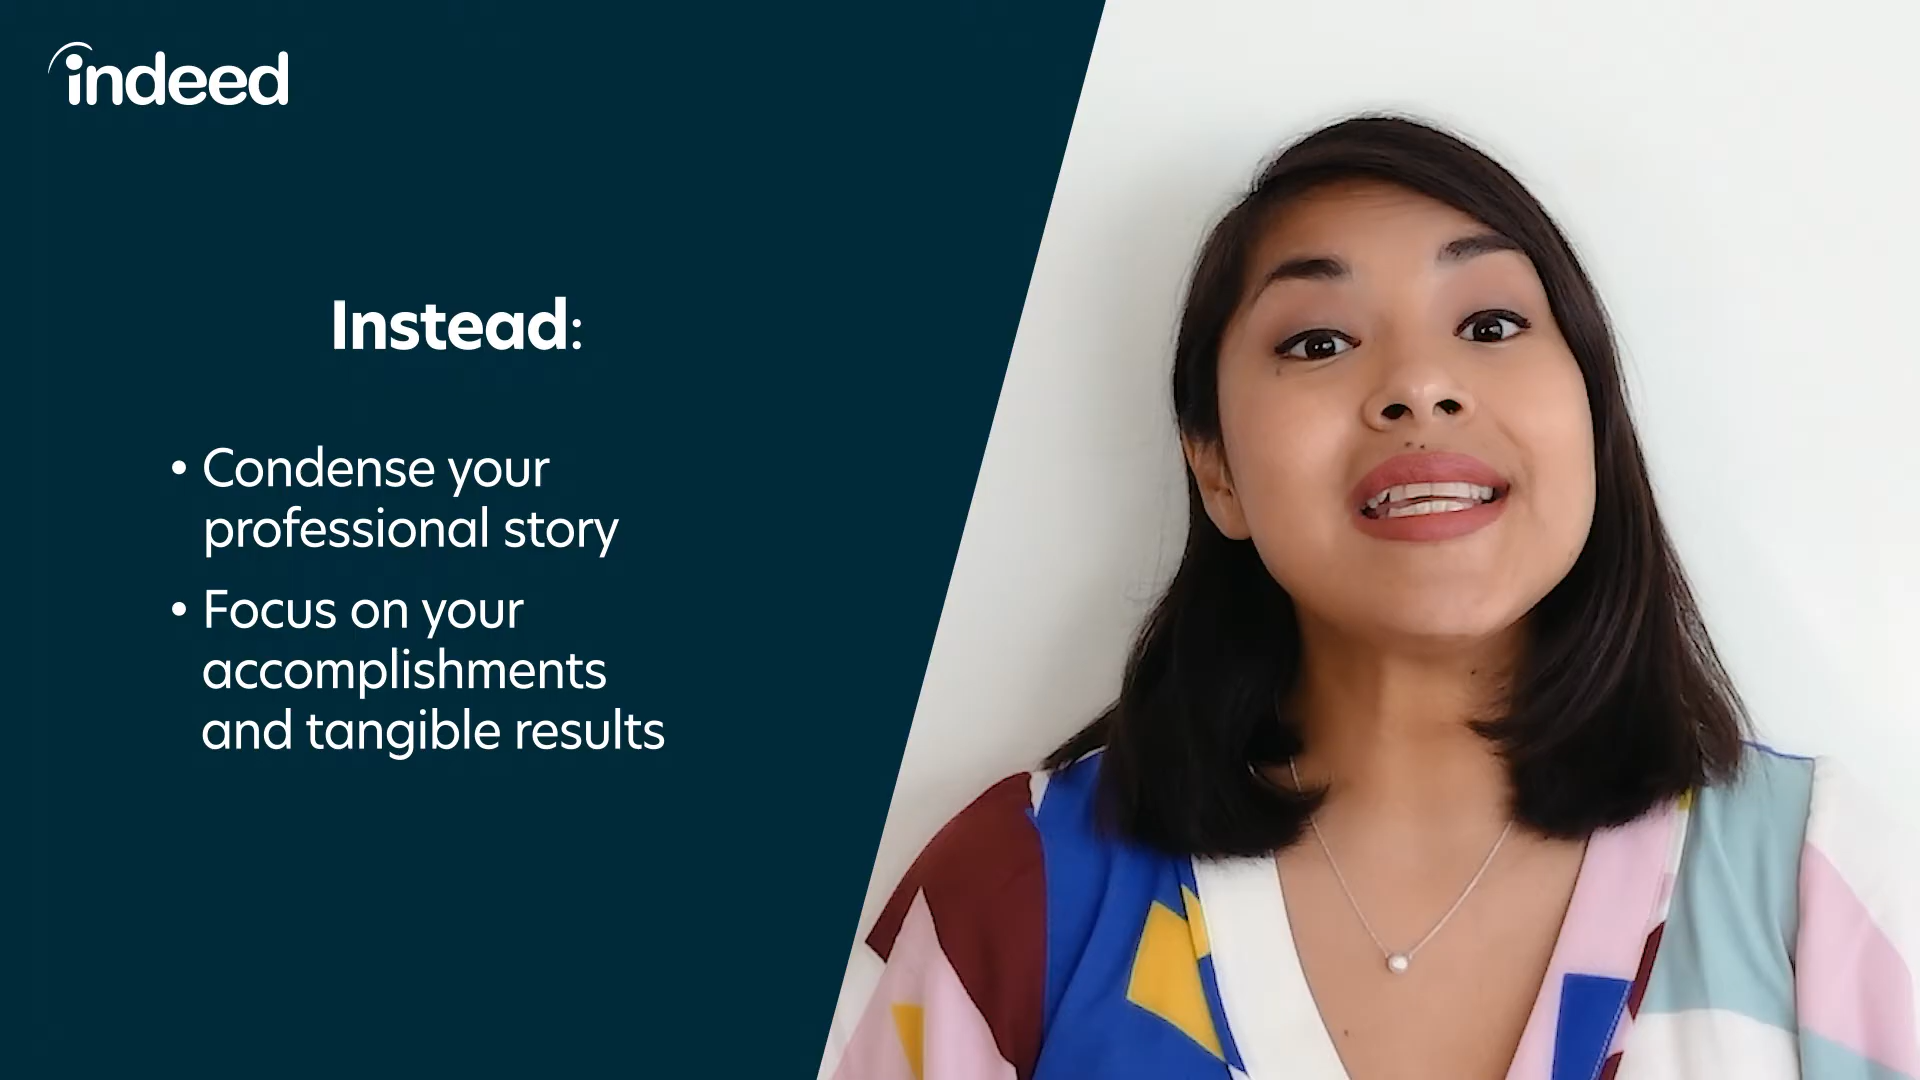 indeed
Instead:
• Condense your
professional story
• Focus on your
accomplishments
and tangible results